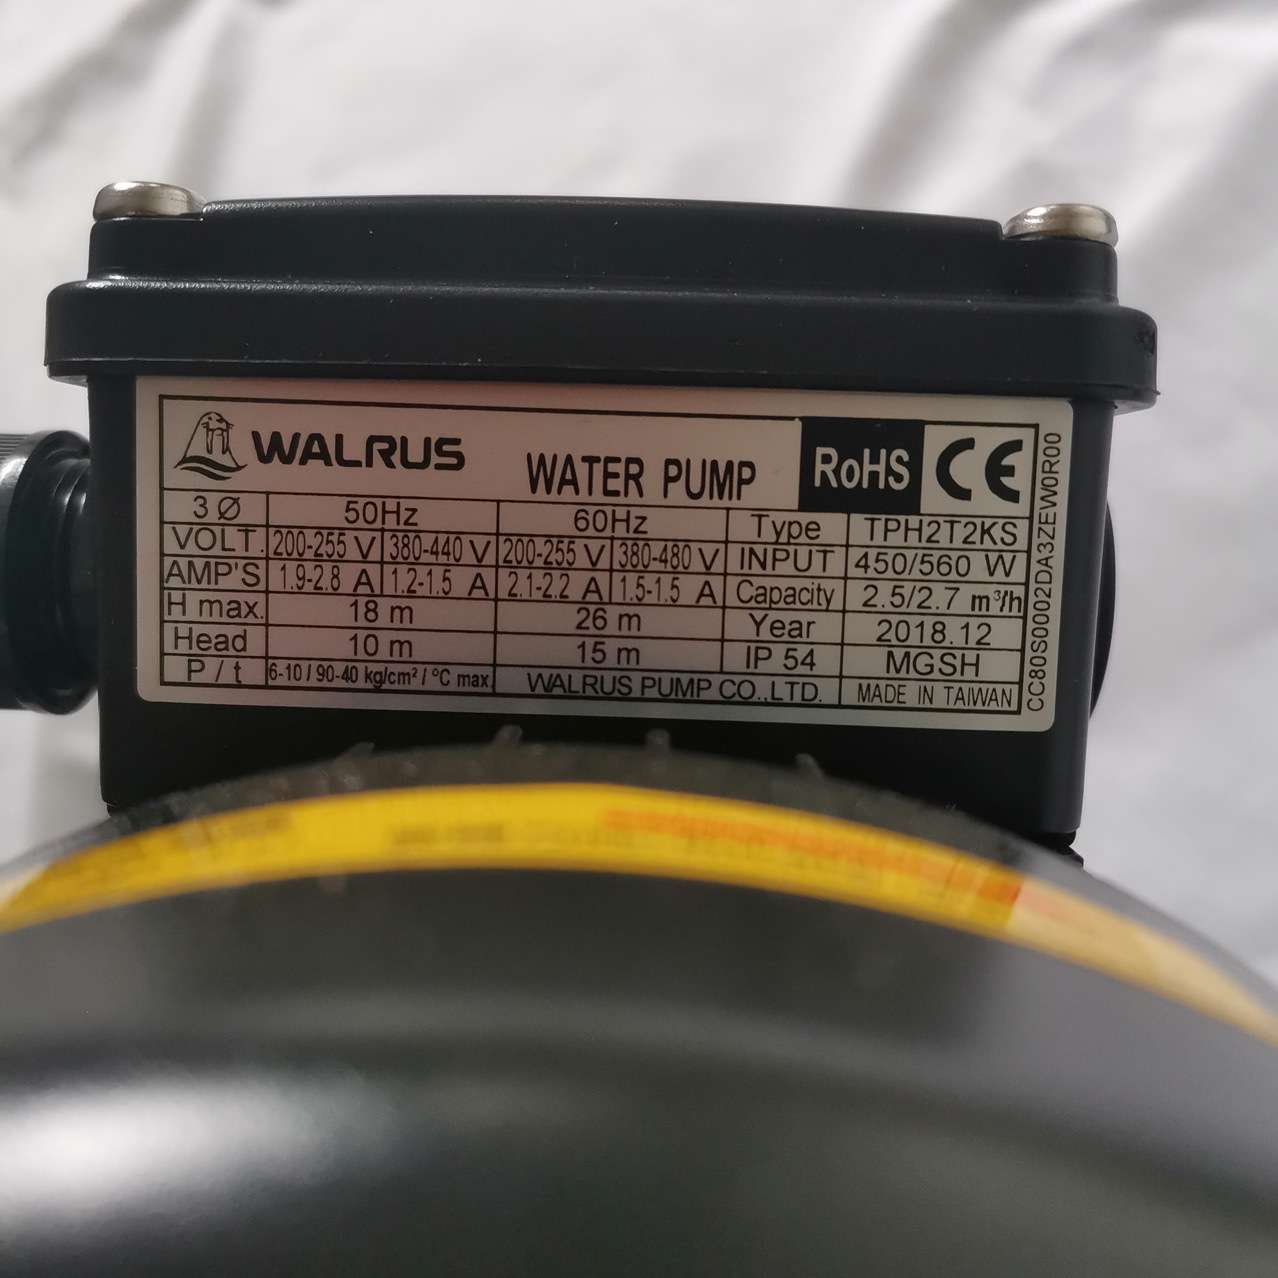 WALRUS WATER PUMP RoHS CE
3 Ø 50Hz 60Hz Type TPH2T2KS
VOLT. 200-255 V 380-440 V 200-255 V 380-480 V INPUT 450/560 W
AMP'S 1.9-2.8 A 1.2-1.5 A 2.1-2.2 A 1.5-1.5 A Capacity 2.5/2.7 m³/h
H max. 18 m 26 m Year 2018.12
Head 10 m 15 m IP 54 MGSH
P / t 6-10 / 90-40 kg/cm² / °C max WALRUS PUMP CO.,LTD. MADE IN TAIWAN
CC80S0002DA3ZEW0R00